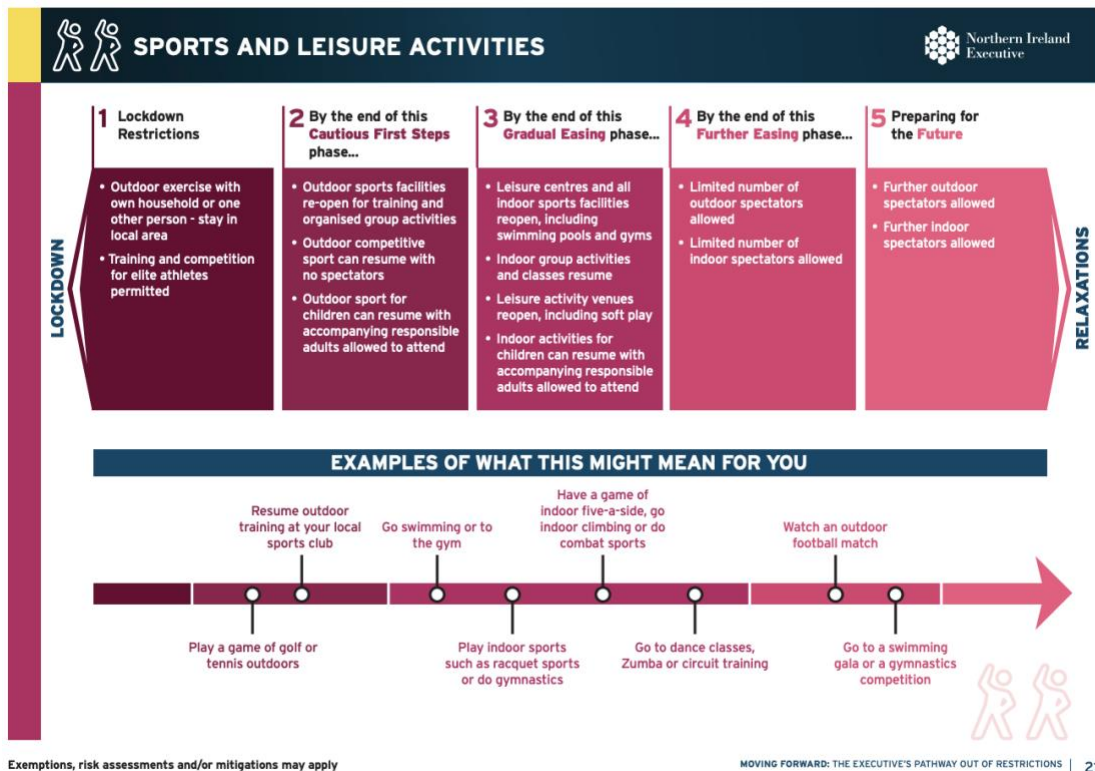 SPORTS AND LEISURE ACTIVITIES
Northern Ireland
Executive
LOCKDOWN
1 Lockdown
Restrictions
• Outdoor exercise with
own household or one
other person - stay in
local area
• Training and competition
for elite athletes
permitted
2 By the end of this
Cautious First Steps
phase...
• Outdoor sports facilities
re-open for training and
organised group activities
• Outdoor competitive
sport can resume with
no spectators
• Outdoor sport for
children can resume with
accompanying responsible
adults allowed to attend
3 By the end of this
Gradual Easing phase...
• Leisure centres and all
indoor sports facilities
reopen, including
swimming pools and gyms
• Indoor group activities
and classes resume
• Leisure activity venues
reopen, including soft play
• Indoor activities for
children can resume with
accompanying responsible
adults allowed to attend
4 By the end of this
Further Easing phase...
• Limited number of
outdoor spectators
allowed
• Limited number of
indoor spectators allowed
5 Preparing for
the Future
• Further outdoor
spectators allowed
• Further indoor
spectators allowed
RELAXATIONS
EXAMPLES OF WHAT THIS MIGHT MEAN FOR YOU
Play a game of golf or
tennis outdoors
Resume outdoor
training at your local
sports club
Go swimming or to
the gym
Play indoor sports
such as racquet sports
or do gymnastics
Have a game of
indoor five-a-side, go
indoor climbing or do
combat sports
Go to dance classes,
Zumba or circuit training
Watch an outdoor
football match
Go to a swimming
gala or a gymnastics
competition
Exemptions, risk assessments and/or mitigations may apply
MOVING FORWARD: THE EXECUTIVE'S PATHWAY OUT OF RESTRICTIONS |